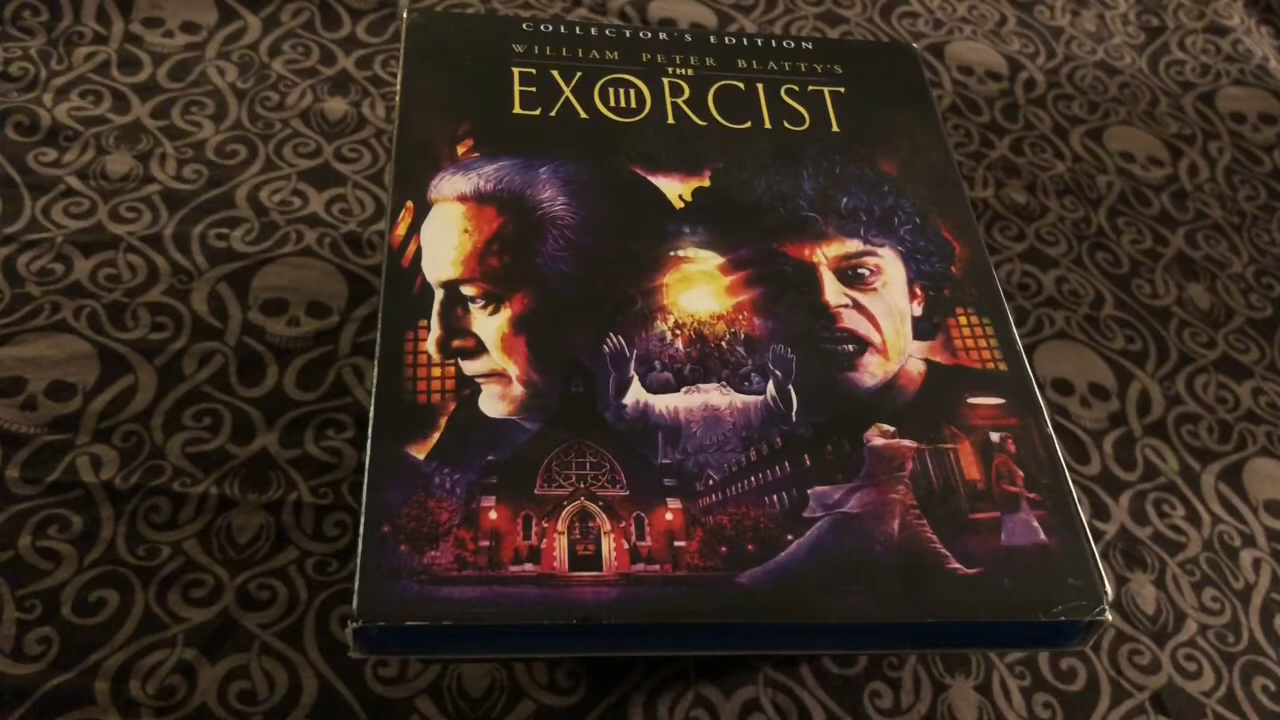 COLLECTOR'S EDITION
WILLIAM PETER BLATTY'S
THE
EXORCIST
III